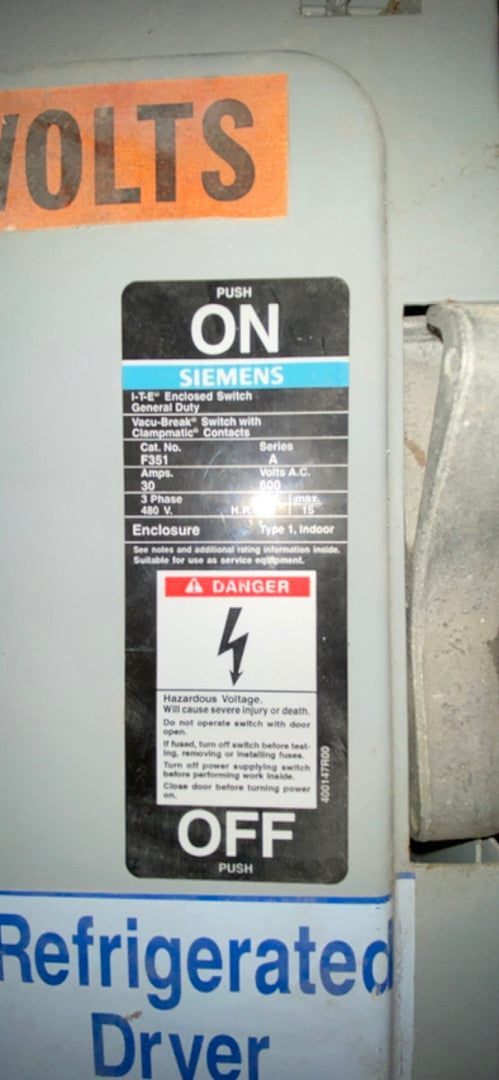 VOLTS
PUSH
ON
SIEMENS
I-T-E® Enclosed Switch
General Duty
Vacu-Break® Switch with
Clampmatic® Contacts
Cat. No. Series
F351 A
Amps. Volts A.C.
30 600
3 Phase max.
480 V. H.P. 15
Enclosure Type 1, Indoor
See notes and additional rating information inside.
Suitable for use as service equipment.
DANGER
Hazardous Voltage.
Will cause severe injury or death.
Do not operate switch with door
open.
If fused, turn off switch before test-
ing, removing or installing fuses.
Turn off power supplying switch
before performing work inside.
Close door before turning power
on.
400147R00
OFF
PUSH
Refrigerated
Dryer